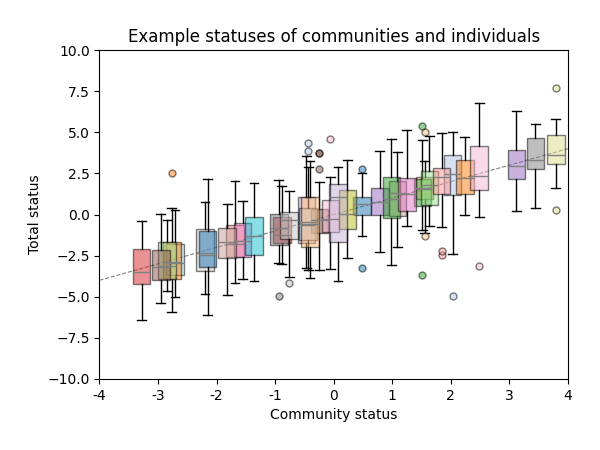 Example statuses of communities and individuals
10.0
7.5
5.0
2.5
0.0
−2.5
−5.0
−7.5
−10.0
Total status
-4 -3 -2 -1 0 1 2 3 4
Community status